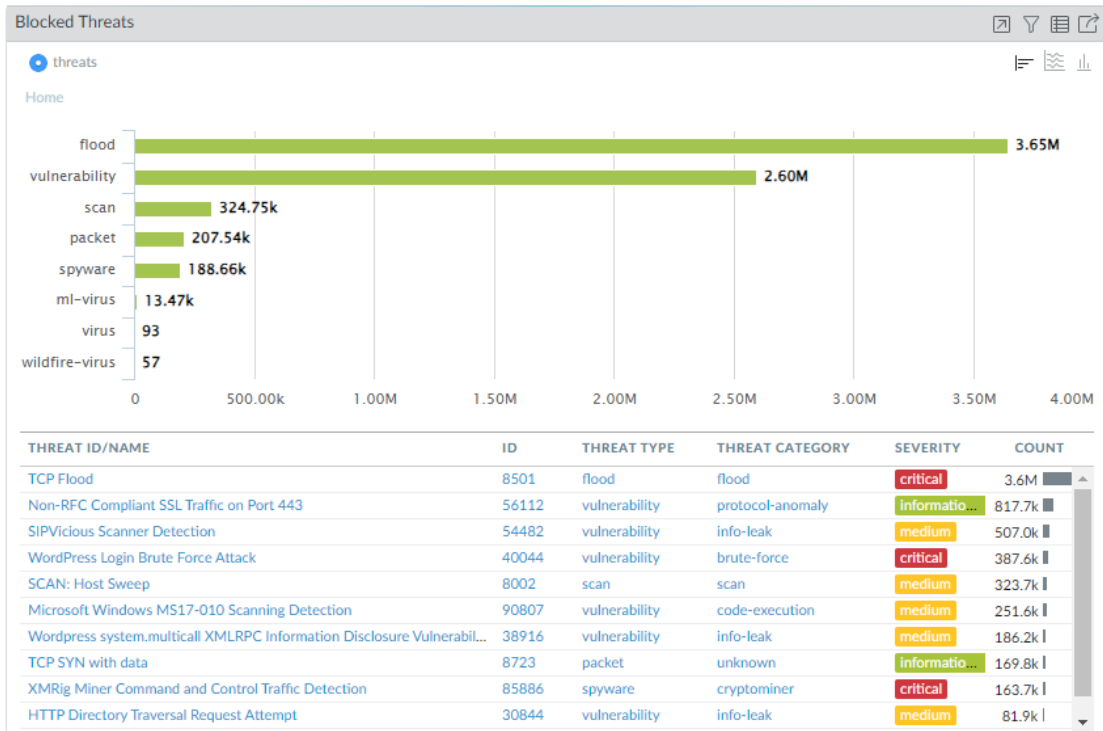 Blocked Threats
threats
Home
flood 3.65M
vulnerability 2.60M
scan 324.75k
packet 207.54k
spyware 188.66k
ml-virus 13.47k
virus 93
wildfire-virus 57
0 500.00k 1.00M 1.50M 2.00M 2.50M 3.00M 3.50M 4.00M
THREAT ID/NAME ID THREAT TYPE THREAT CATEGORY SEVERITY COUNT
TCP Flood 8501 flood flood critical 3.6M
Non-RFC Compliant SSL Traffic on Port 443 56112 vulnerability protocol-anomaly informatio... 817.7k
SIPVicious Scanner Detection 54482 vulnerability info-leak medium 507.0k
WordPress Login Brute Force Attack 40044 vulnerability brute-force critical 387.6k
SCAN: Host Sweep 8002 scan scan medium 323.7k
Microsoft Windows MS17-010 Scanning Detection 90807 vulnerability code-execution medium 251.6k
Wordpress system.multicall XMLRPC Information Disclosure Vulnerabil... 38916 vulnerability info-leak medium 186.2k
TCP SYN with data 8723 packet unknown informatio... 169.8k
XMRig Miner Command and Control Traffic Detection 85886 spyware cryptominer critical 163.7k
HTTP Directory Traversal Request Attempt 30844 vulnerability info-leak medium 81.9k